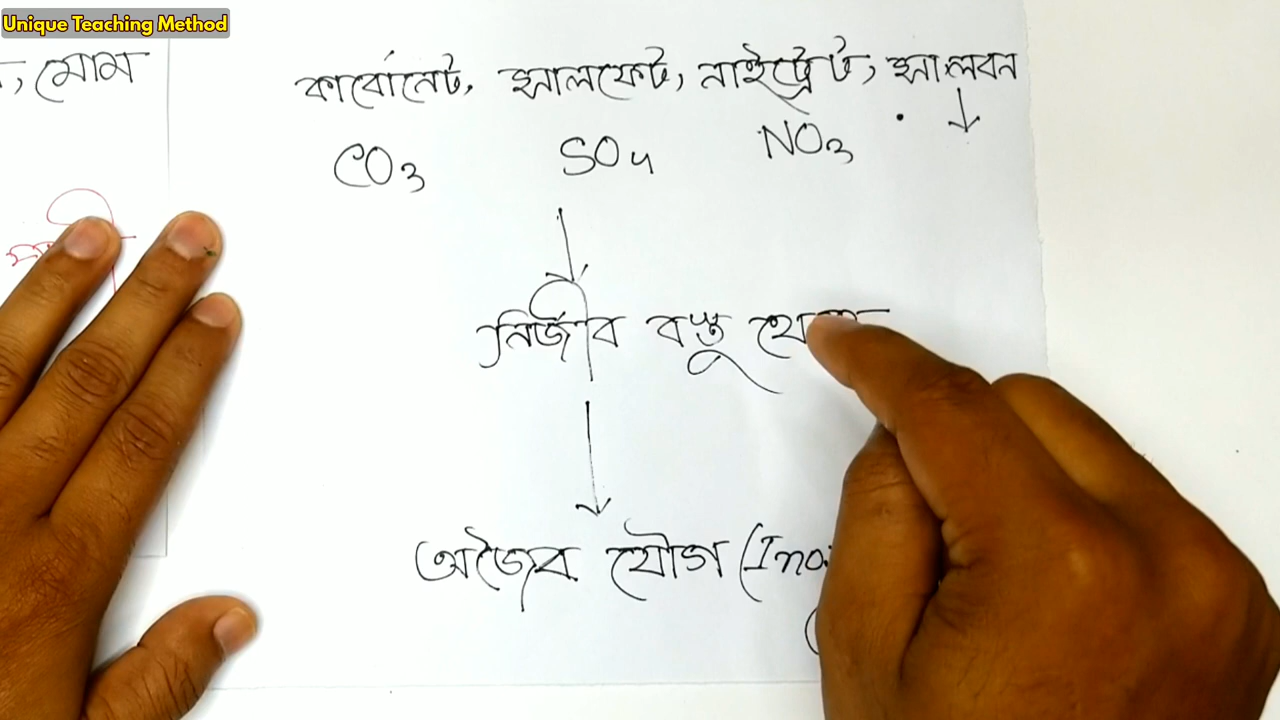 Unique Teaching Method
মোম
কার্বোনেট, সালফেট, নাইট্রেট, সা.লবন
CO3 SO4 NO3
নির্জীব বস্তু
অজৈব যৌগ (Ino